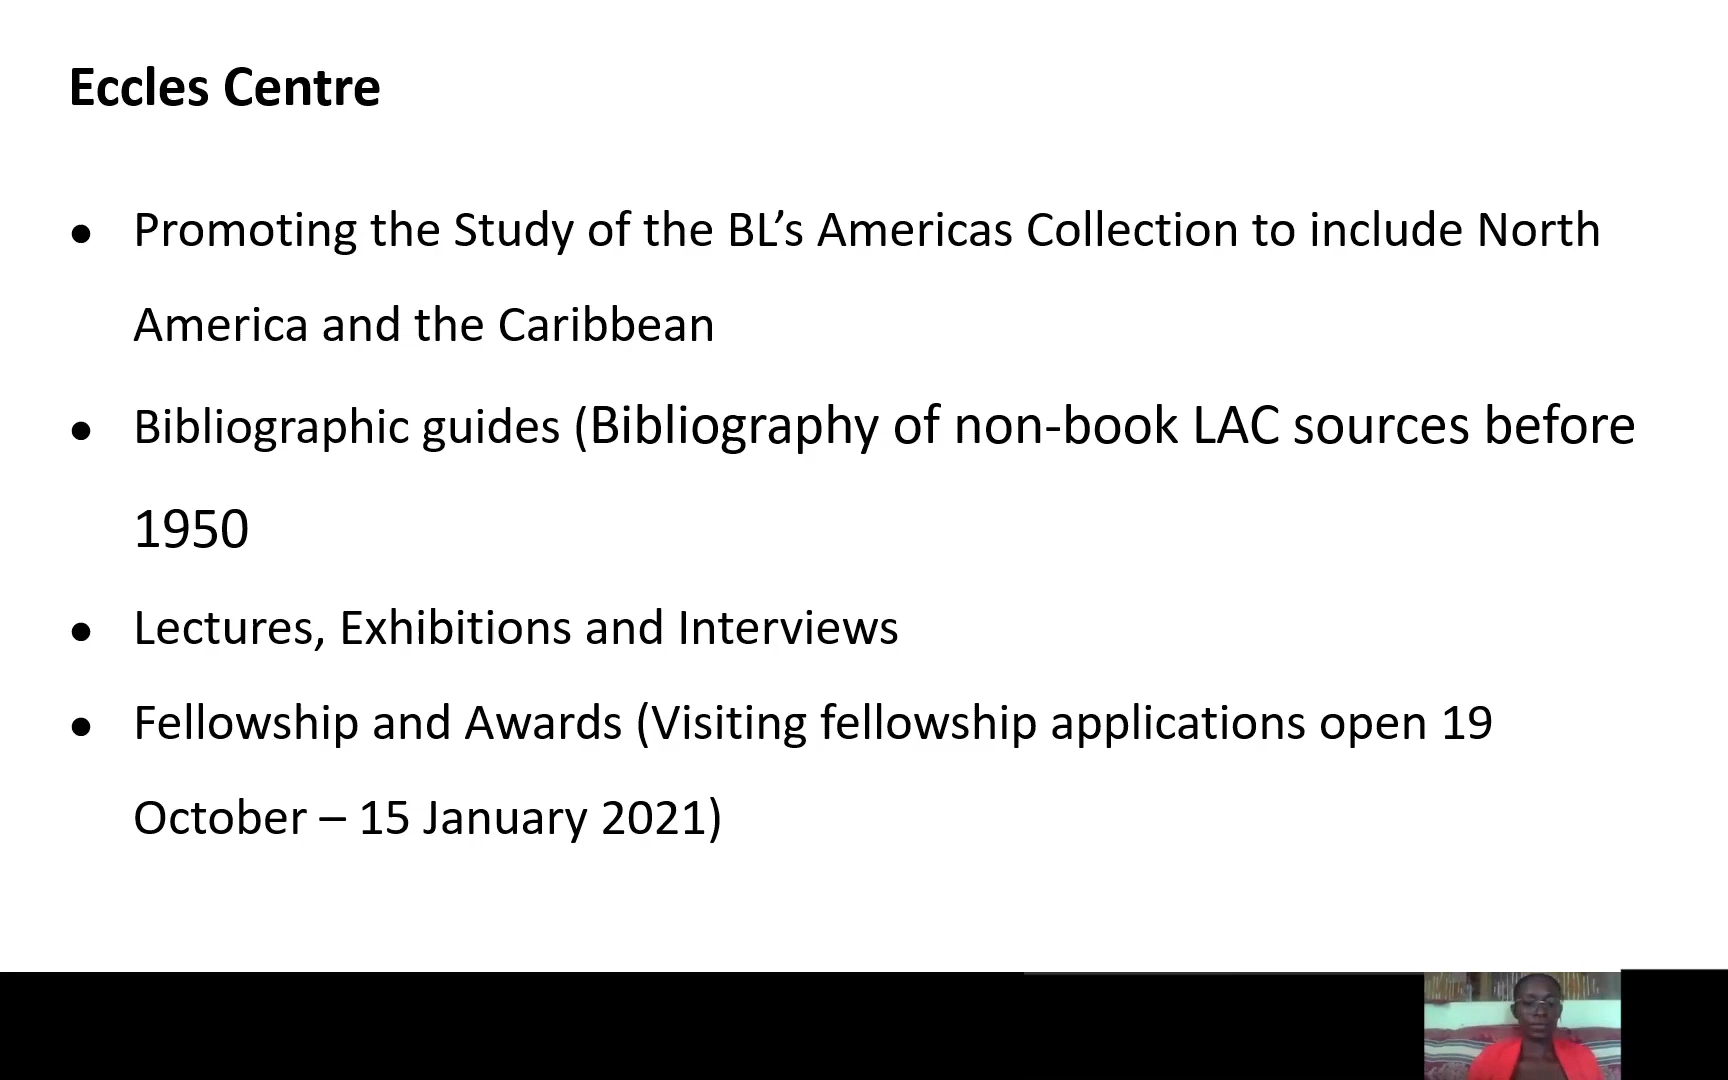 Eccles Centre
● Promoting the Study of the BL’s Americas Collection to include North
America and the Caribbean
● Bibliographic guides (Bibliography of non-book LAC sources before
1950
● Lectures, Exhibitions and Interviews
● Fellowship and Awards (Visiting fellowship applications open 19
October – 15 January 2021)